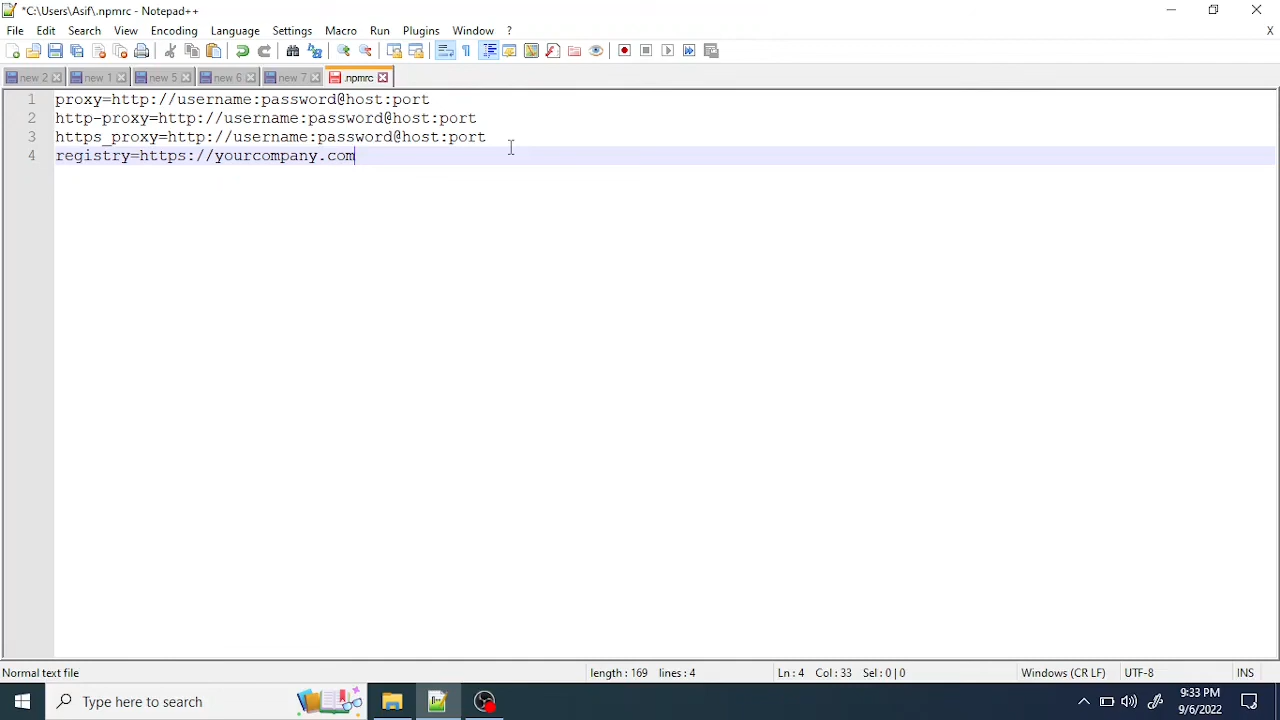 *C:\Users\Asif\.npmrc - Notepad++
File Edit Search View Encoding Language Settings Macro Run Plugins Window ? X
new 2 new 1 new 5 new 6 new 7 .npmrc
1 proxy=http://username:password@host:port
2 http-proxy=http://username:password@host:port
3 https_proxy=http://username:password@host:port
4 registry=https://yourcompany.com
Normal text file length : 169 lines : 4 Ln : 4 Col : 33 Sel : 0 | 0 Windows (CR LF) UTF-8 INS
Type here to search
9:33 PM
9/6/2022